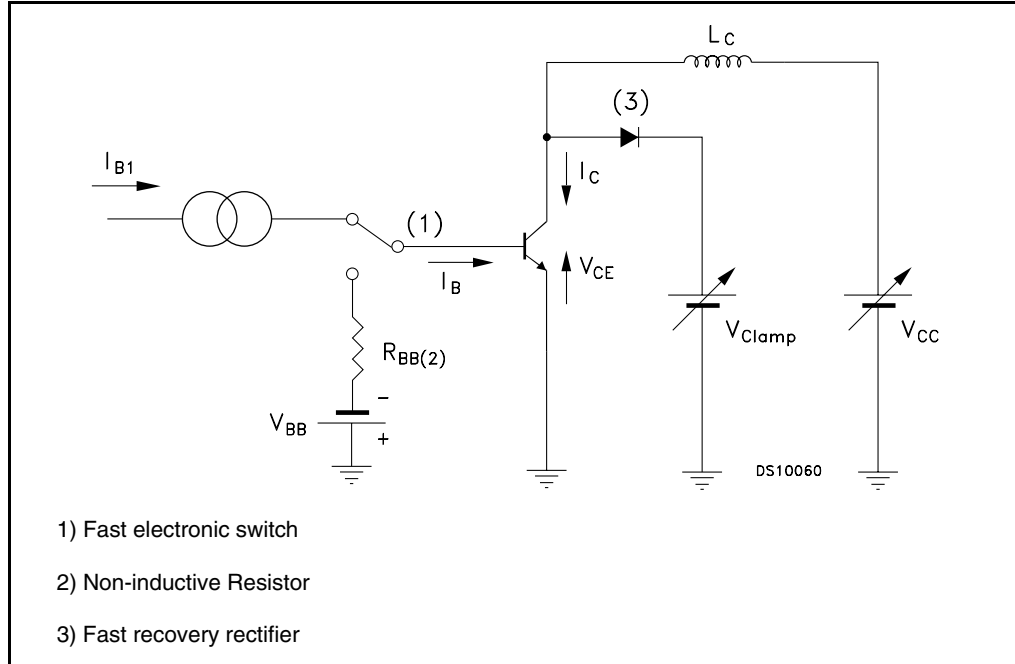 L_C
(3)
I_B1
I_C
(1)
V_CE
I_B
V_Clamp
V_CC
R_BB(2)
−
V_BB
+
DS10060
1) Fast electronic switch
2) Non-inductive Resistor
3) Fast recovery rectifier